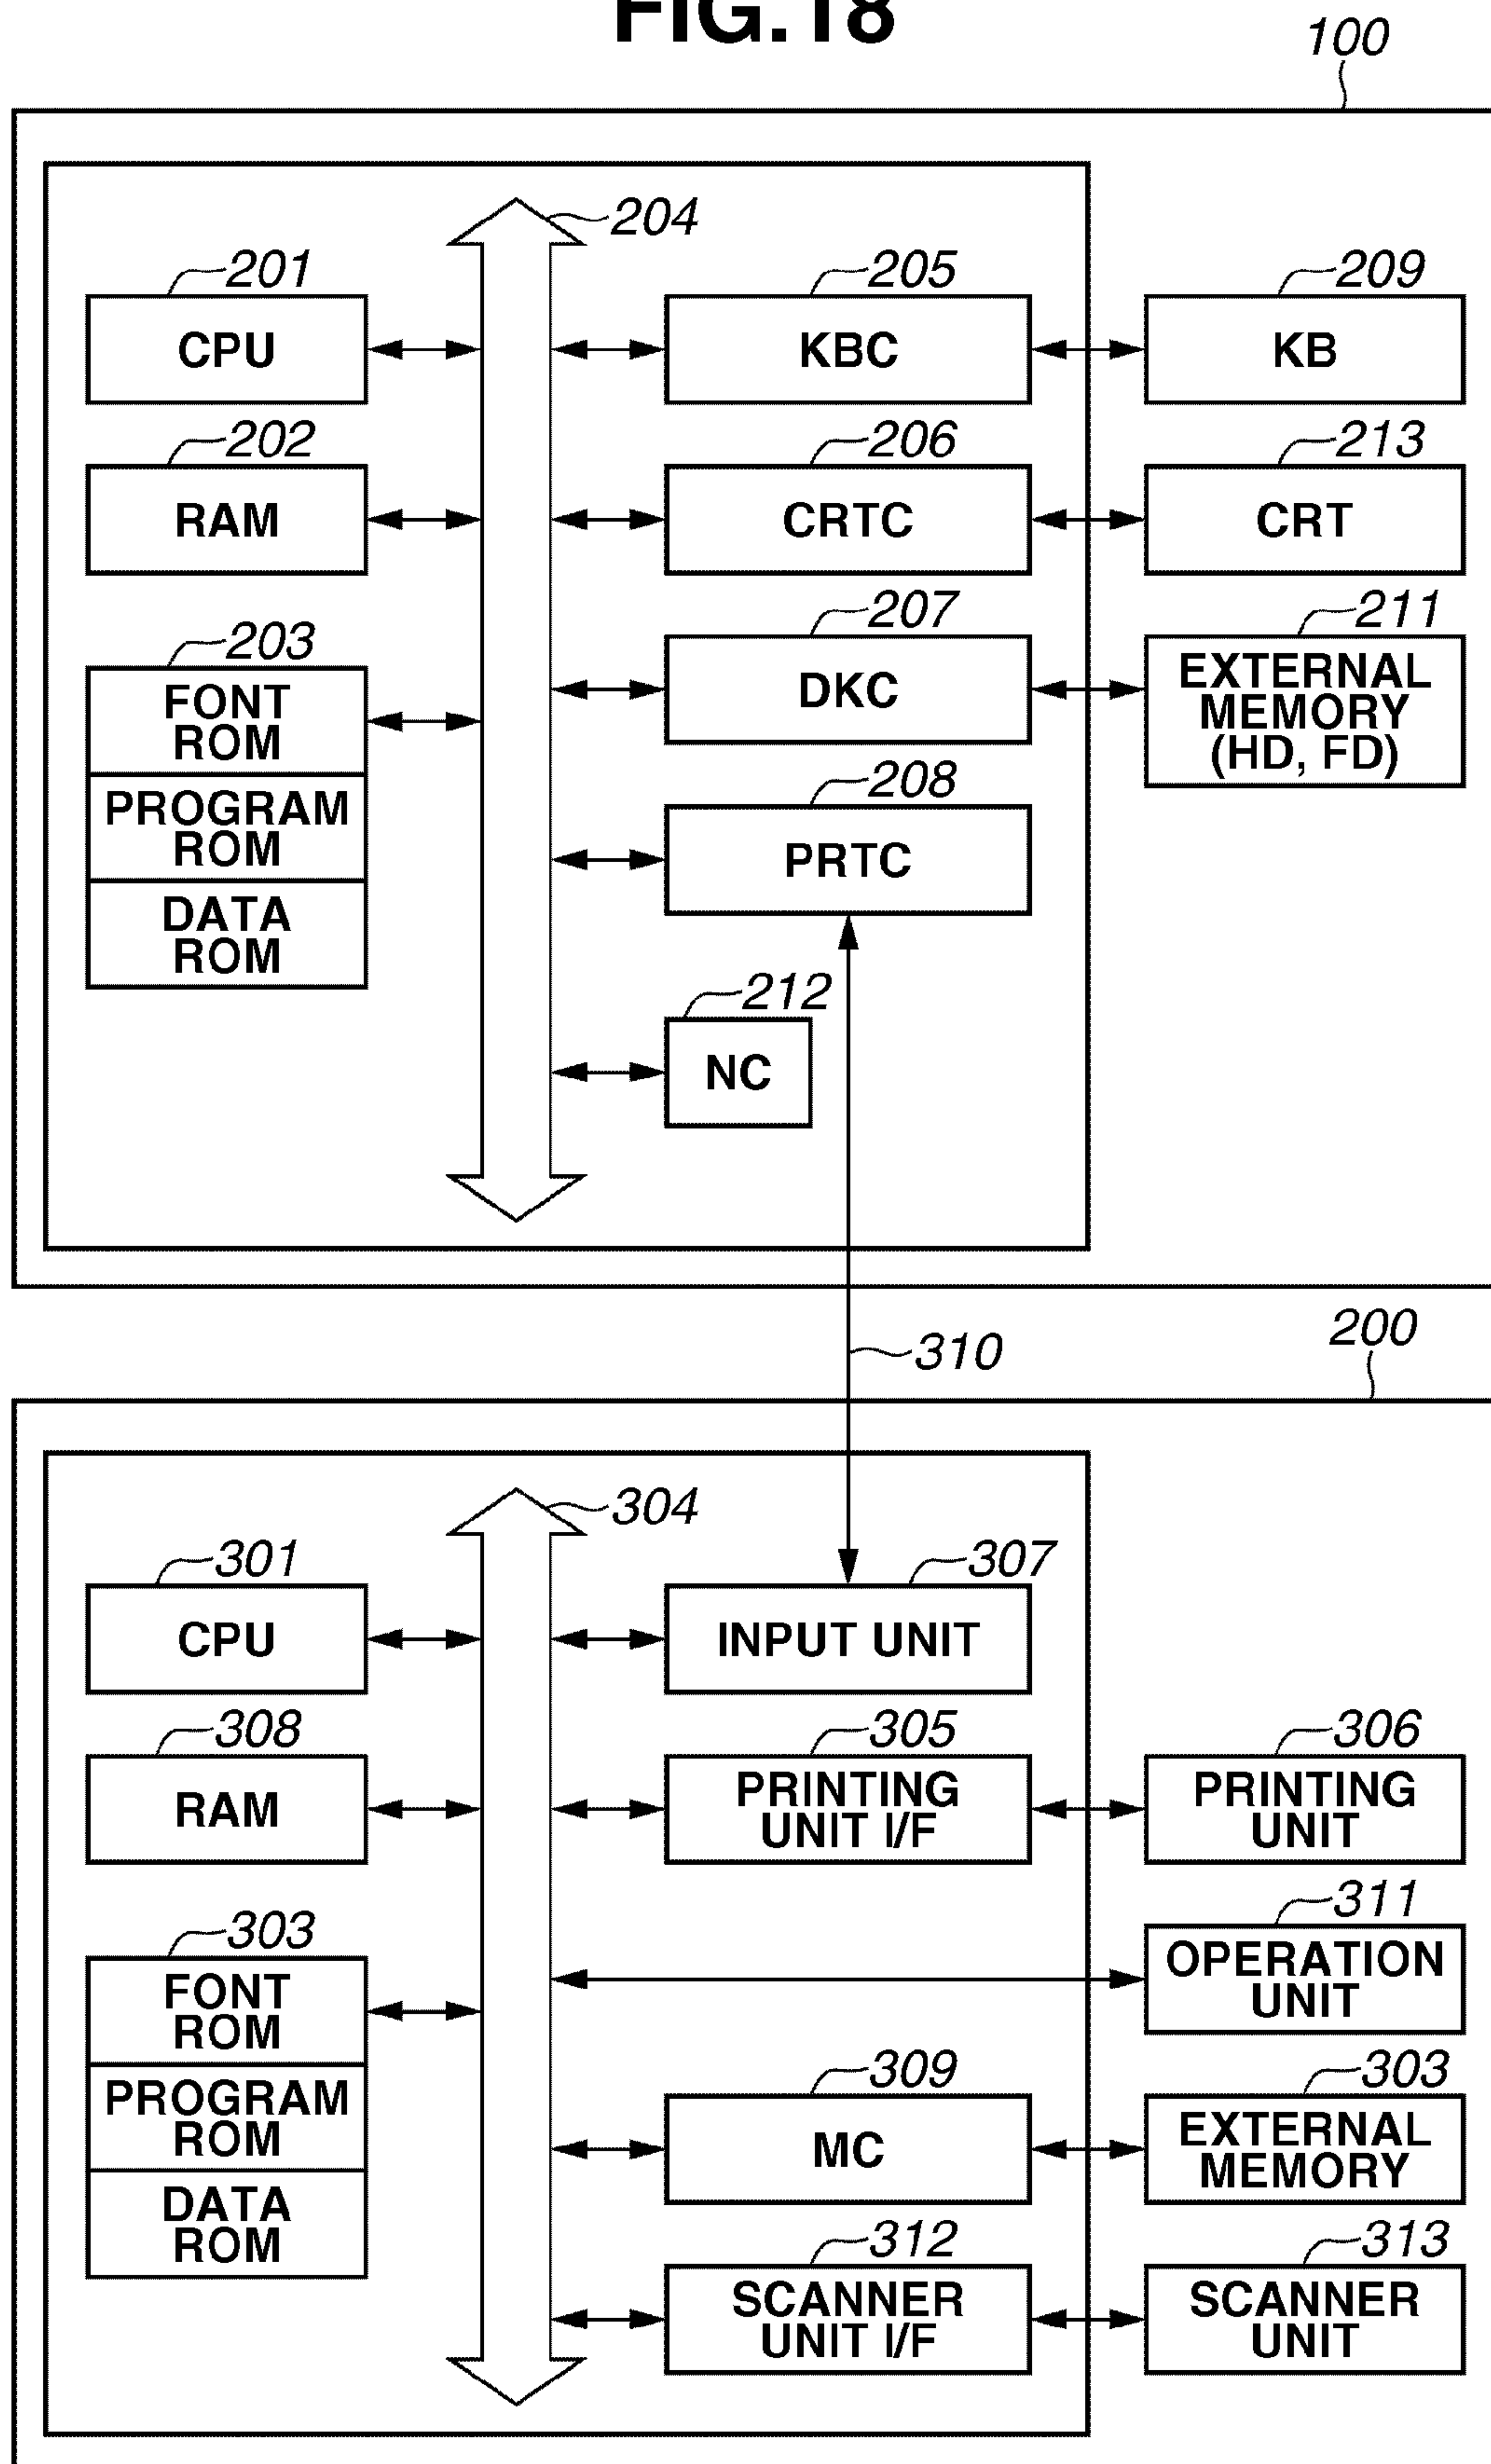 FIG.18
100
204
201
CPU
205
KBC
209
KB
202
RAM
206
CRTC
213
CRT
203
FONT
ROM
PROGRAM
ROM
DATA
ROM
207
DKC
211
EXTERNAL
MEMORY
(HD, FD)
208
PRTC
212
NC
310
200
304
301
CPU
307
INPUT UNIT
308
RAM
305
PRINTING
UNIT I/F
306
PRINTING
UNIT
311
OPERATION
UNIT
303
FONT
ROM
PROGRAM
ROM
DATA
ROM
309
MC
303
EXTERNAL
MEMORY
312
SCANNER
UNIT I/F
313
SCANNER
UNIT